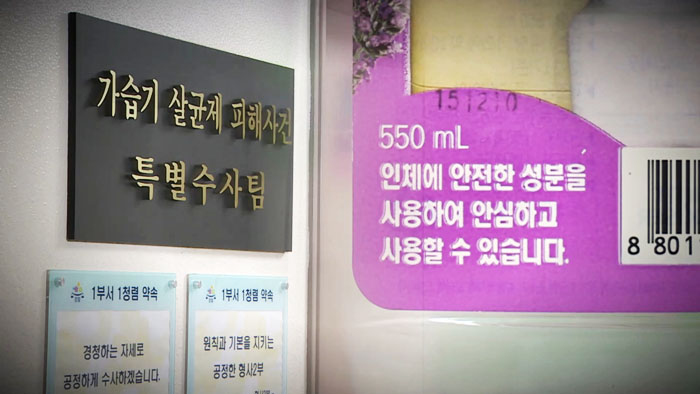 가습기 살균제 피해사건
특별수사팀
1부서 1청렴 약속
경청하는 자세로
공정하게 수사하겠습니다.
1부서 1청렴 약속
원칙과 기본을 지키는
공정한 형사2부
151210
550 mL
인체에 안전한 성분을
사용하여 안심하고
사용할 수 있습니다.
8 801